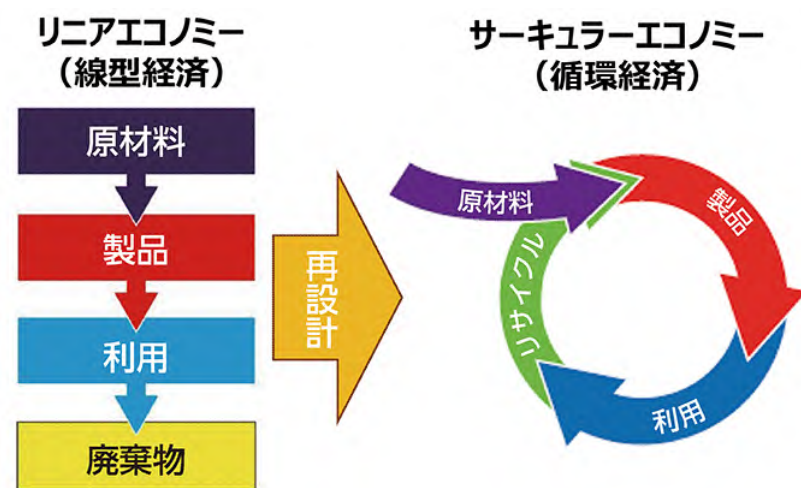 リニアエコノミー
（線型経済）
原材料
製品
利用
廃棄物
再設計
サーキュラーエコノミー
（循環経済）
原材料
製品
利用
リサイクル